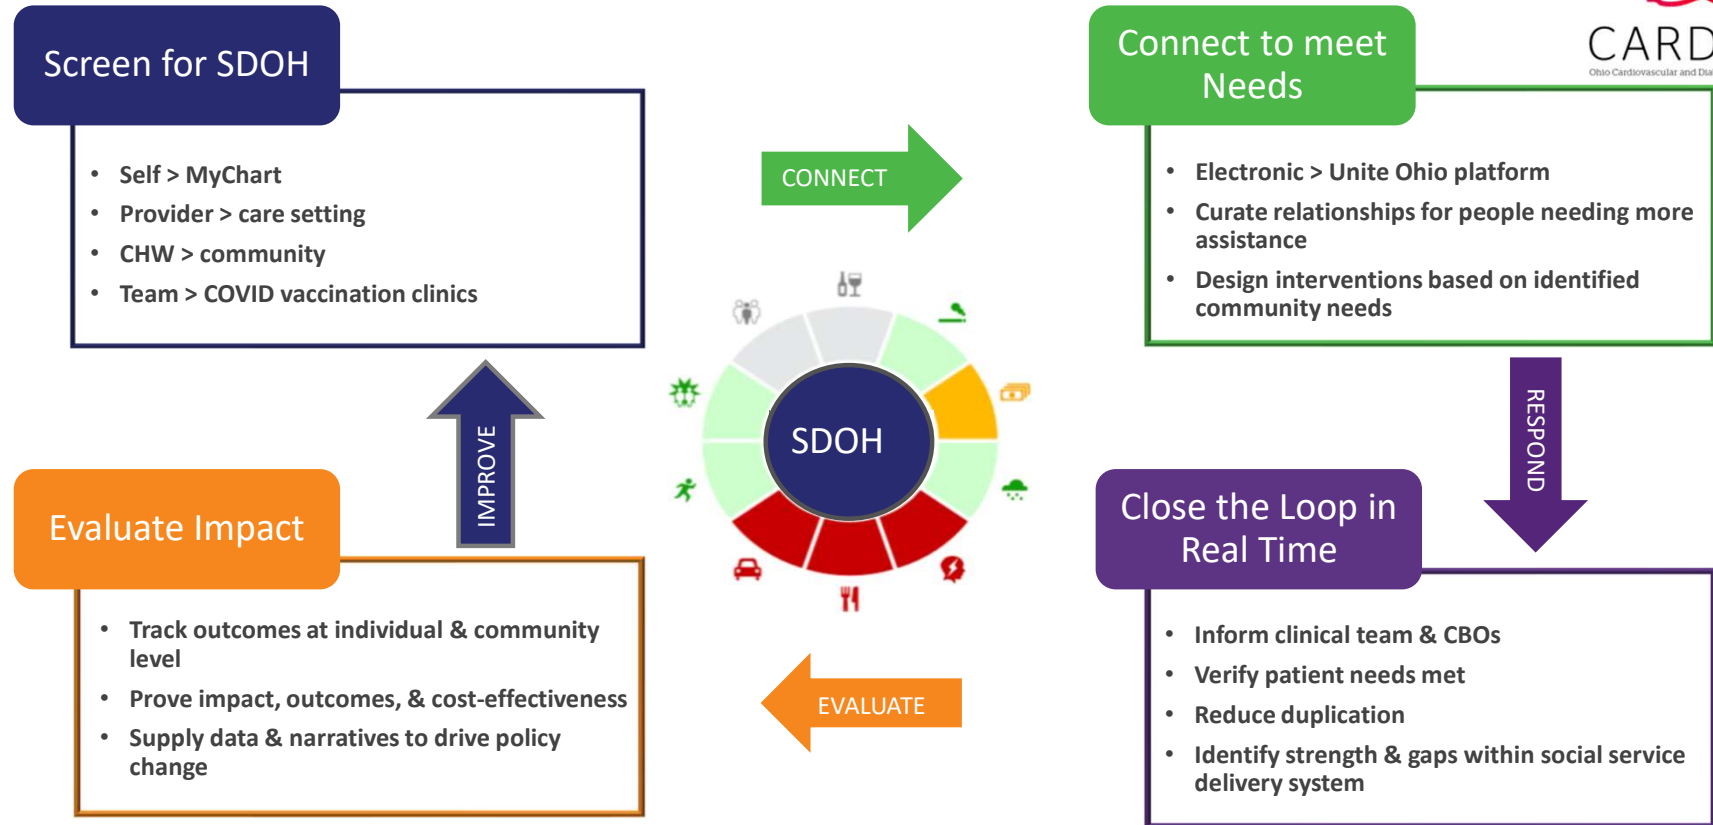 Screen for SDOH
• Self > MyChart
• Provider > care setting
• CHW > community
• Team > COVID vaccination clinics
CONNECT
Connect to meet
Needs
CARD
Ohio Cardiovascular and
• Electronic > Unite Ohio platform
• Curate relationships for people needing more
assistance
• Design interventions based on identified
community needs
IMPROVE
SDOH
RESPOND
Evaluate Impact
• Track outcomes at individual & community
level
• Prove impact, outcomes, & cost-effectiveness
• Supply data & narratives to drive policy
change
EVALUATE
Close the Loop in
Real Time
• Inform clinical team & CBOs
• Verify patient needs met
• Reduce duplication
• Identify strength & gaps within social service
delivery system